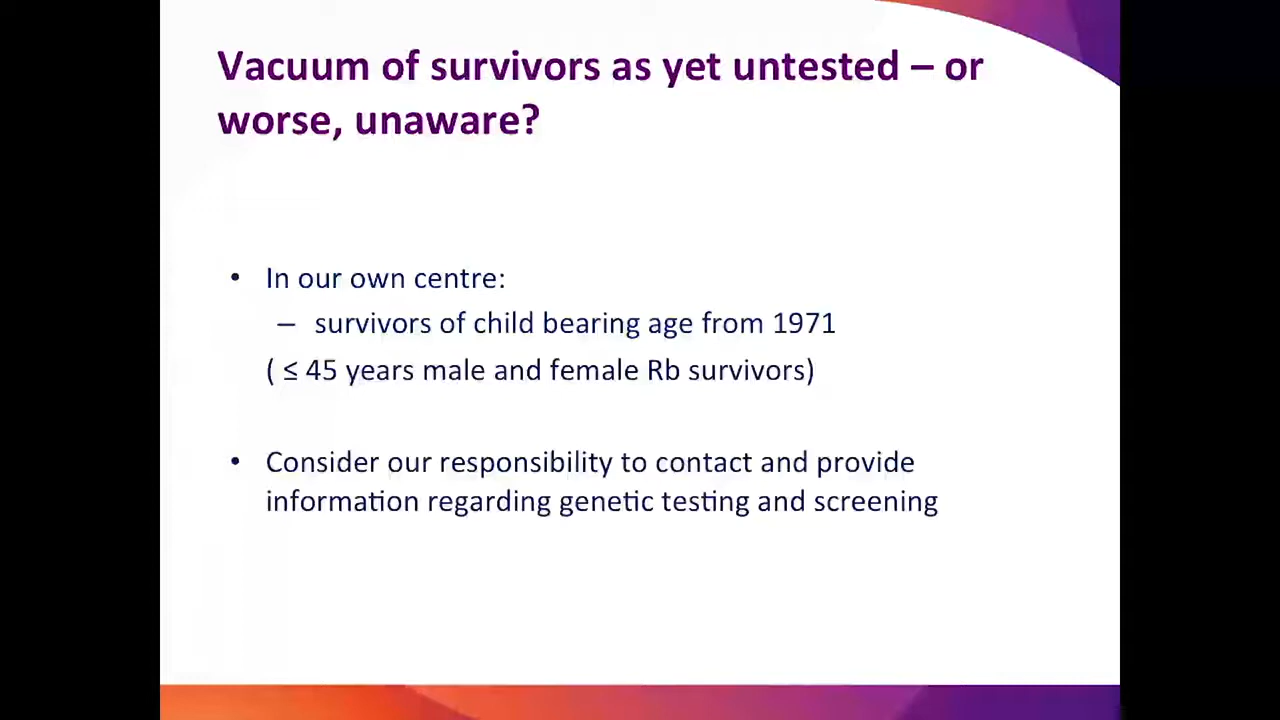 Vacuum of survivors as yet untested – or
worse, unaware?
• In our own centre:
– survivors of child bearing age from 1971
( ≤ 45 years male and female Rb survivors)
• Consider our responsibility to contact and provide
information regarding genetic testing and screening